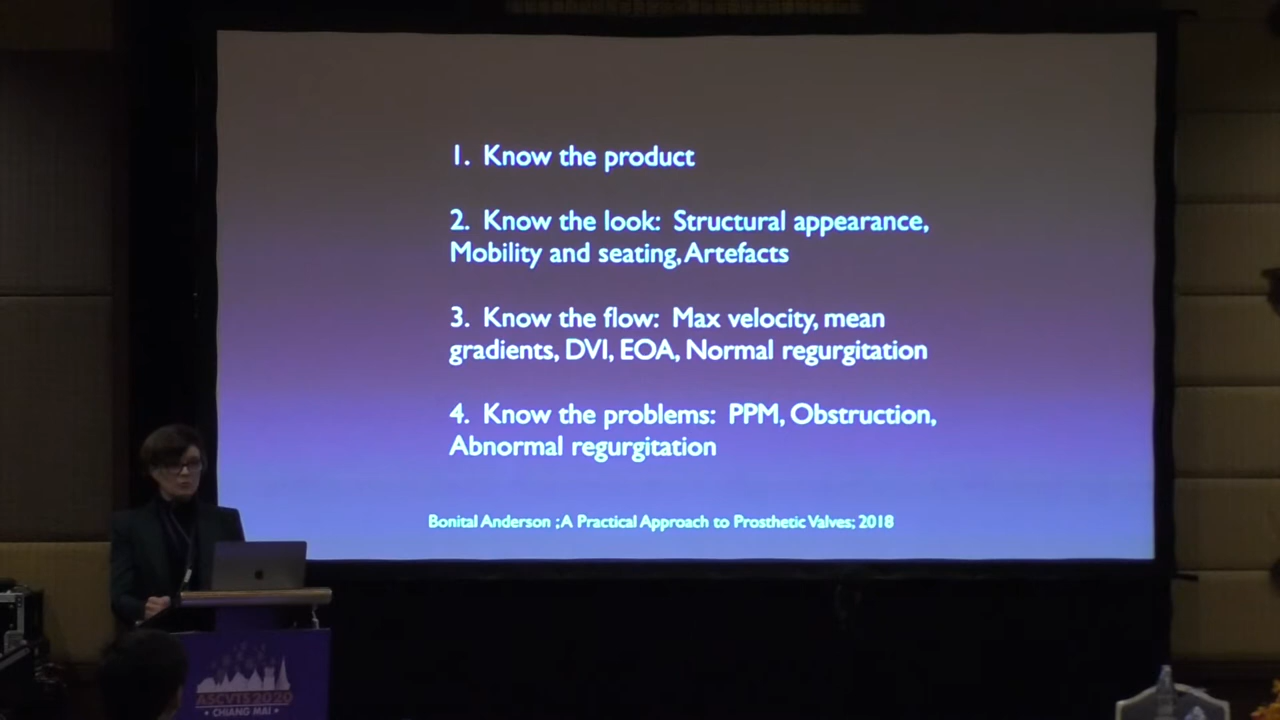 1. Know the product
2. Know the look: Structural appearance,
Mobility and seating, Artefacts
3. Know the flow: Max velocity, mean
gradients, DVI, EOA, Normal regurgitation
4. Know the problems: PPM, Obstruction,
Abnormal regurgitation
Bonital Anderson ; A Practical Approach to Prosthetic Valves; 2018
ASCVTS 2020
• CHIANG MAI •